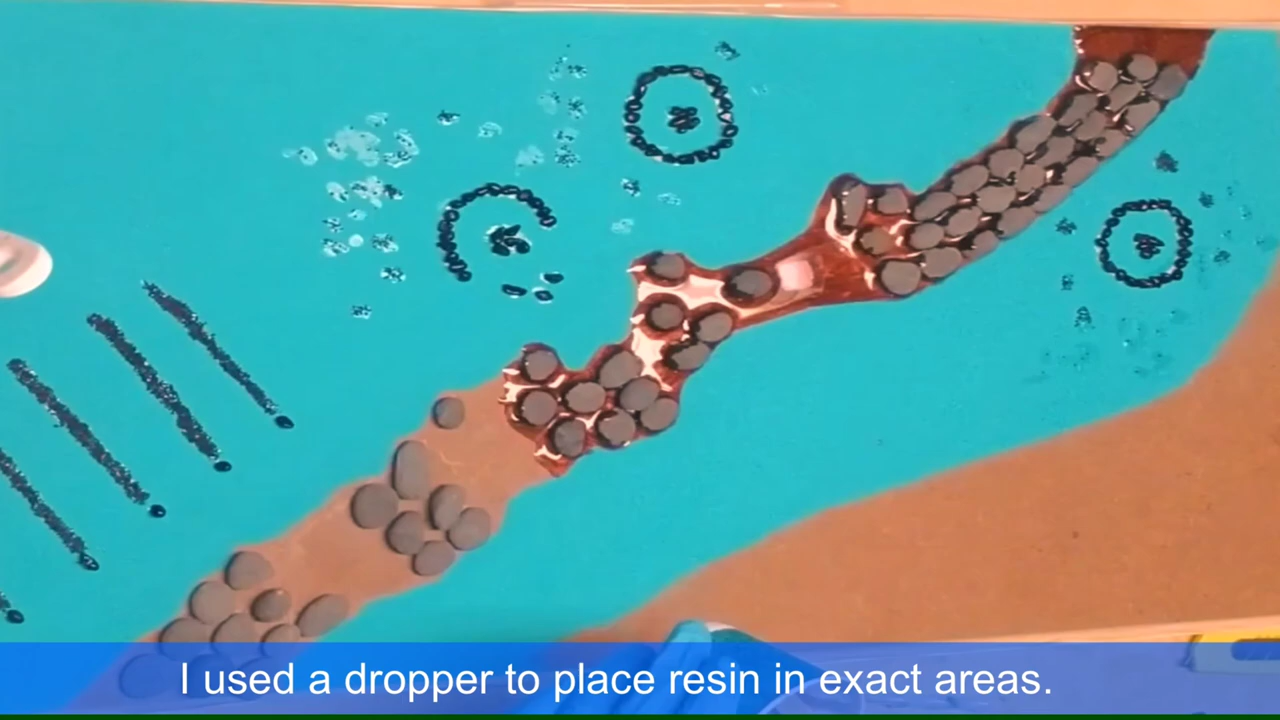 I used a dropper to place resin in exact areas.